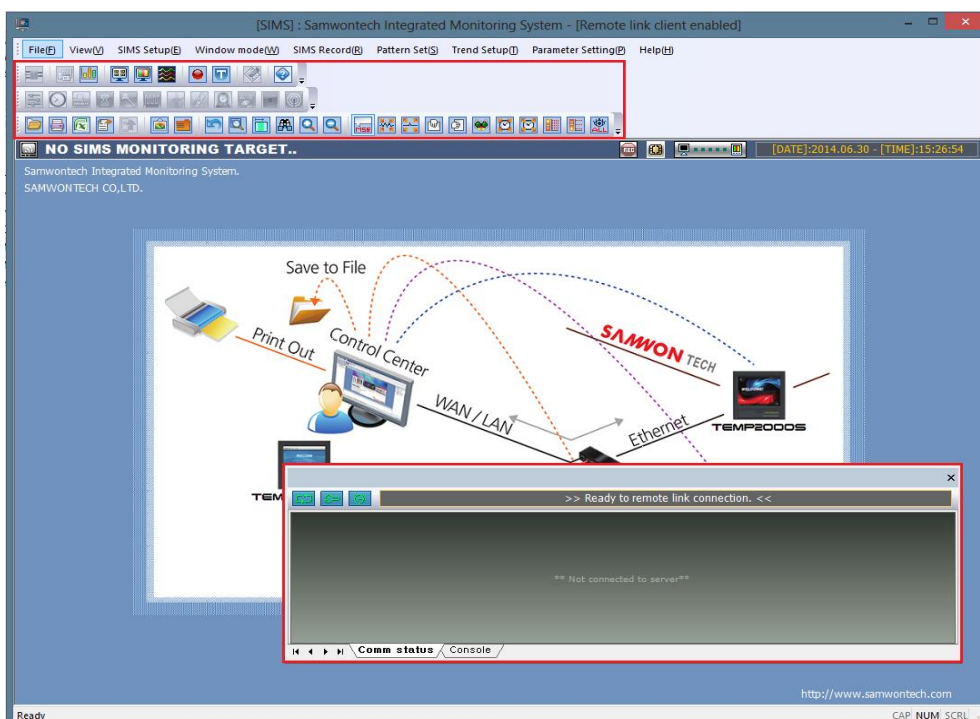 [SIMS] : Samwontech Integrated Monitoring System - [Remote link client enabled]
File(F) View(V) SIMS Setup(E) Window mode(W) SIMS Record(R) Pattern Set(S) Trend Setup(T) Parameter Setting(P) Help(H)
NO SIMS MONITORING TARGET..
REC
[DATE]:2014.06.30 - [TIME]:15:26:54
Samwontech Integrated Monitoring System.
SAMWONTECH CO,LTD.
Save to File
Print Out
Control Center
SAMWON TECH
WAN / LAN
Ethernet
TEMP2000S
TEM
>> Ready to remote link connection. <<
** Not connected to server**
Comm status Console
http://www.samwontech.com
Ready
CAP NUM SCRL